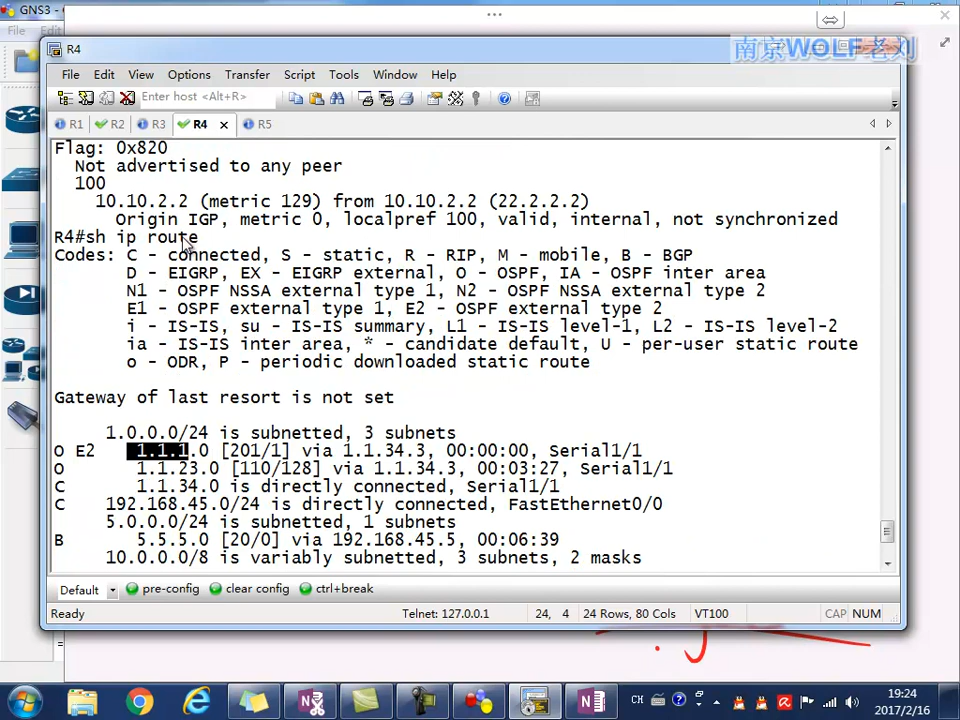 GNS3 -
File Edit
R4
南京WOLF老刘
File Edit View Options Transfer Script Tools Window Help
Enter host <Alt+R>
R1 R2 R3 R4 R5
Flag: 0x820
Not advertised to any peer
100
10.10.2.2 (metric 129) from 10.10.2.2 (22.2.2.2)
Origin IGP, metric 0, localpref 100, valid, internal, not synchronized
R4#sh ip route
Codes: C - connected, S - static, R - RIP, M - mobile, B - BGP
D - EIGRP, EX - EIGRP external, O - OSPF, IA - OSPF inter area
N1 - OSPF NSSA external type 1, N2 - OSPF NSSA external type 2
E1 - OSPF external type 1, E2 - OSPF external type 2
i - IS-IS, su - IS-IS summary, L1 - IS-IS level-1, L2 - IS-IS level-2
ia - IS-IS inter area, * - candidate default, U - per-user static route
o - ODR, P - periodic downloaded static route
Gateway of last resort is not set
1.0.0.0/24 is subnetted, 3 subnets
O E2 1.1.1.0 [201/1] via 1.1.34.3, 00:00:00, Serial1/1
O 1.1.23.0 [110/128] via 1.1.34.3, 00:03:27, Serial1/1
C 1.1.34.0 is directly connected, Serial1/1
C 192.168.45.0/24 is directly connected, FastEthernet0/0
5.0.0.0/24 is subnetted, 1 subnets
B 5.5.5.0 [20/0] via 192.168.45.5, 00:06:39
10.0.0.0/8 is variably subnetted, 3 subnets, 2 masks
Default pre-config clear config ctrl+break
Ready Telnet: 127.0.0.1 24, 4 24 Rows, 80 Cols VT100 CAP NUM
CH 19:24
2017/2/16